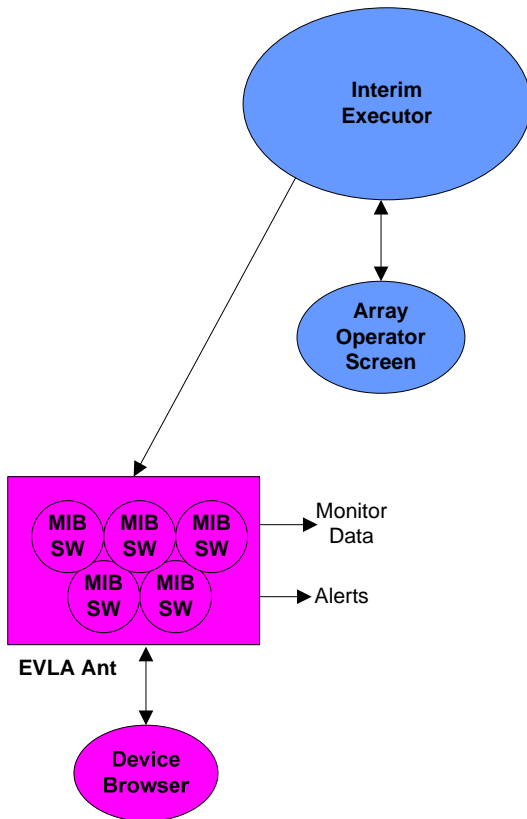 Interim
Executor
Array
Operator
Screen
MIB
SW
MIB
SW
MIB
SW
MIB
SW
MIB
SW
Monitor
Data
Alerts
EVLA Ant
Device
Browser